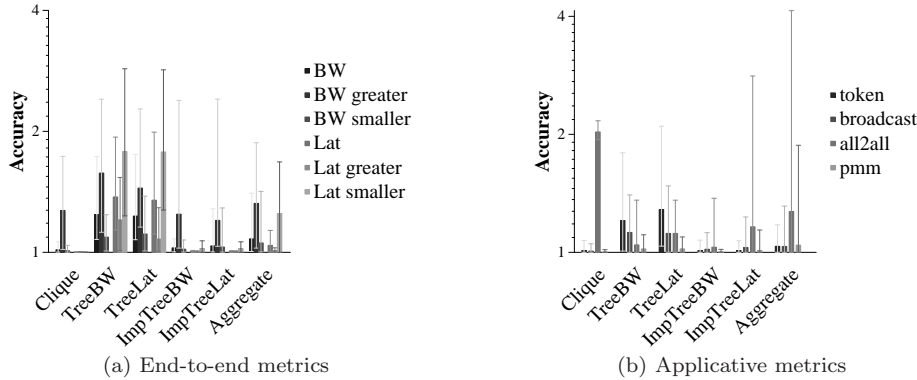 4
2
1
Accuracy
BW
BW greater
BW smaller
Lat
Lat greater
Lat smaller
Clique
TreeBW
TreeLat
ImpTreeBW
ImpTreeLat
Aggregate
(a) End-to-end metrics
4
2
1
Accuracy
token
broadcast
all2all
pmm
Clique
TreeBW
TreeLat
ImpTreeBW
ImpTreeLat
Aggregate
(b) Applicative metrics